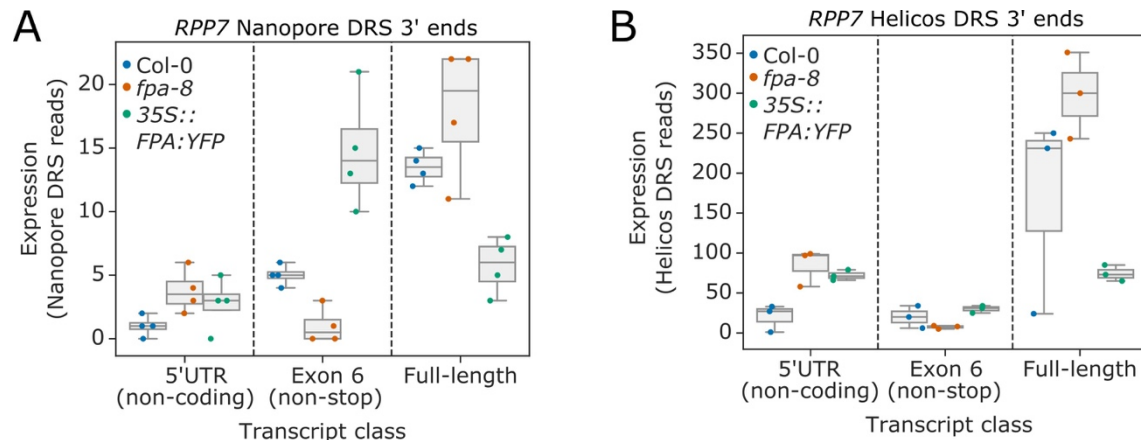 A
RPP7 Nanopore DRS 3' ends
Expression
(Nanopore DRS reads)
20
15
10
5
0
Col-0
fpa-8
35S::
FPA:YFP
5'UTR
(non-coding)
Exon 6
(non-stop)
Full-length
Transcript class
B
RPP7 Helicos DRS 3' ends
Expression
(Helicos DRS reads)
350
300
250
200
150
100
50
0
Col-0
fpa-8
35S::
FPA:YFP
5'UTR
(non-coding)
Exon 6
(non-stop)
Full-length
Transcript class